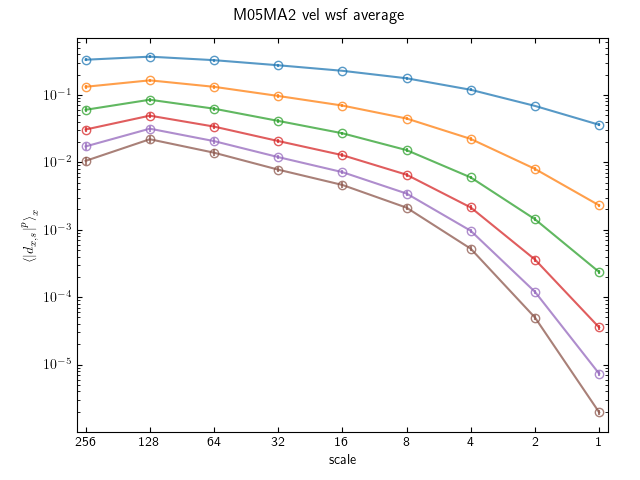 M05MA2 vel wsf average
10⁻¹
10⁻²
10⁻³
10⁻⁴
10⁻⁵
⟨|d_{x,s}|^p⟩_x
256 128 64 32 16 8 4 2 1
scale